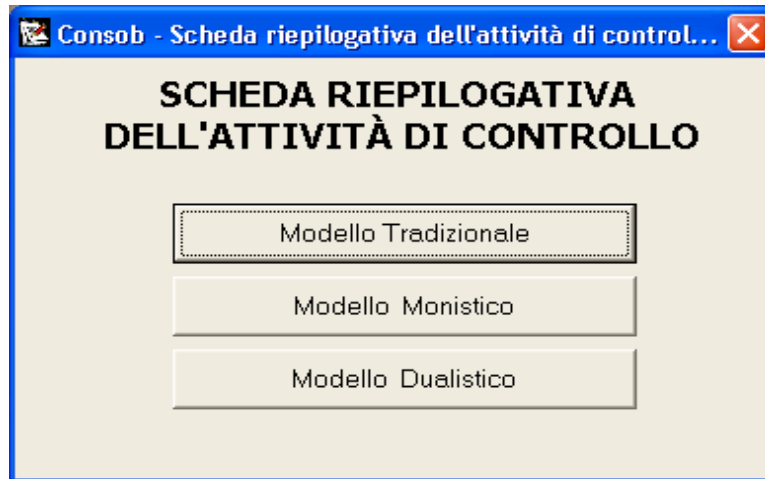 Consob - Scheda riepilogativa dell'attività di control...
SCHEDA RIEPILOGATIVA
DELL'ATTIVITÀ DI CONTROLLO
Modello Tradizionale
Modello Monistico
Modello Dualistico